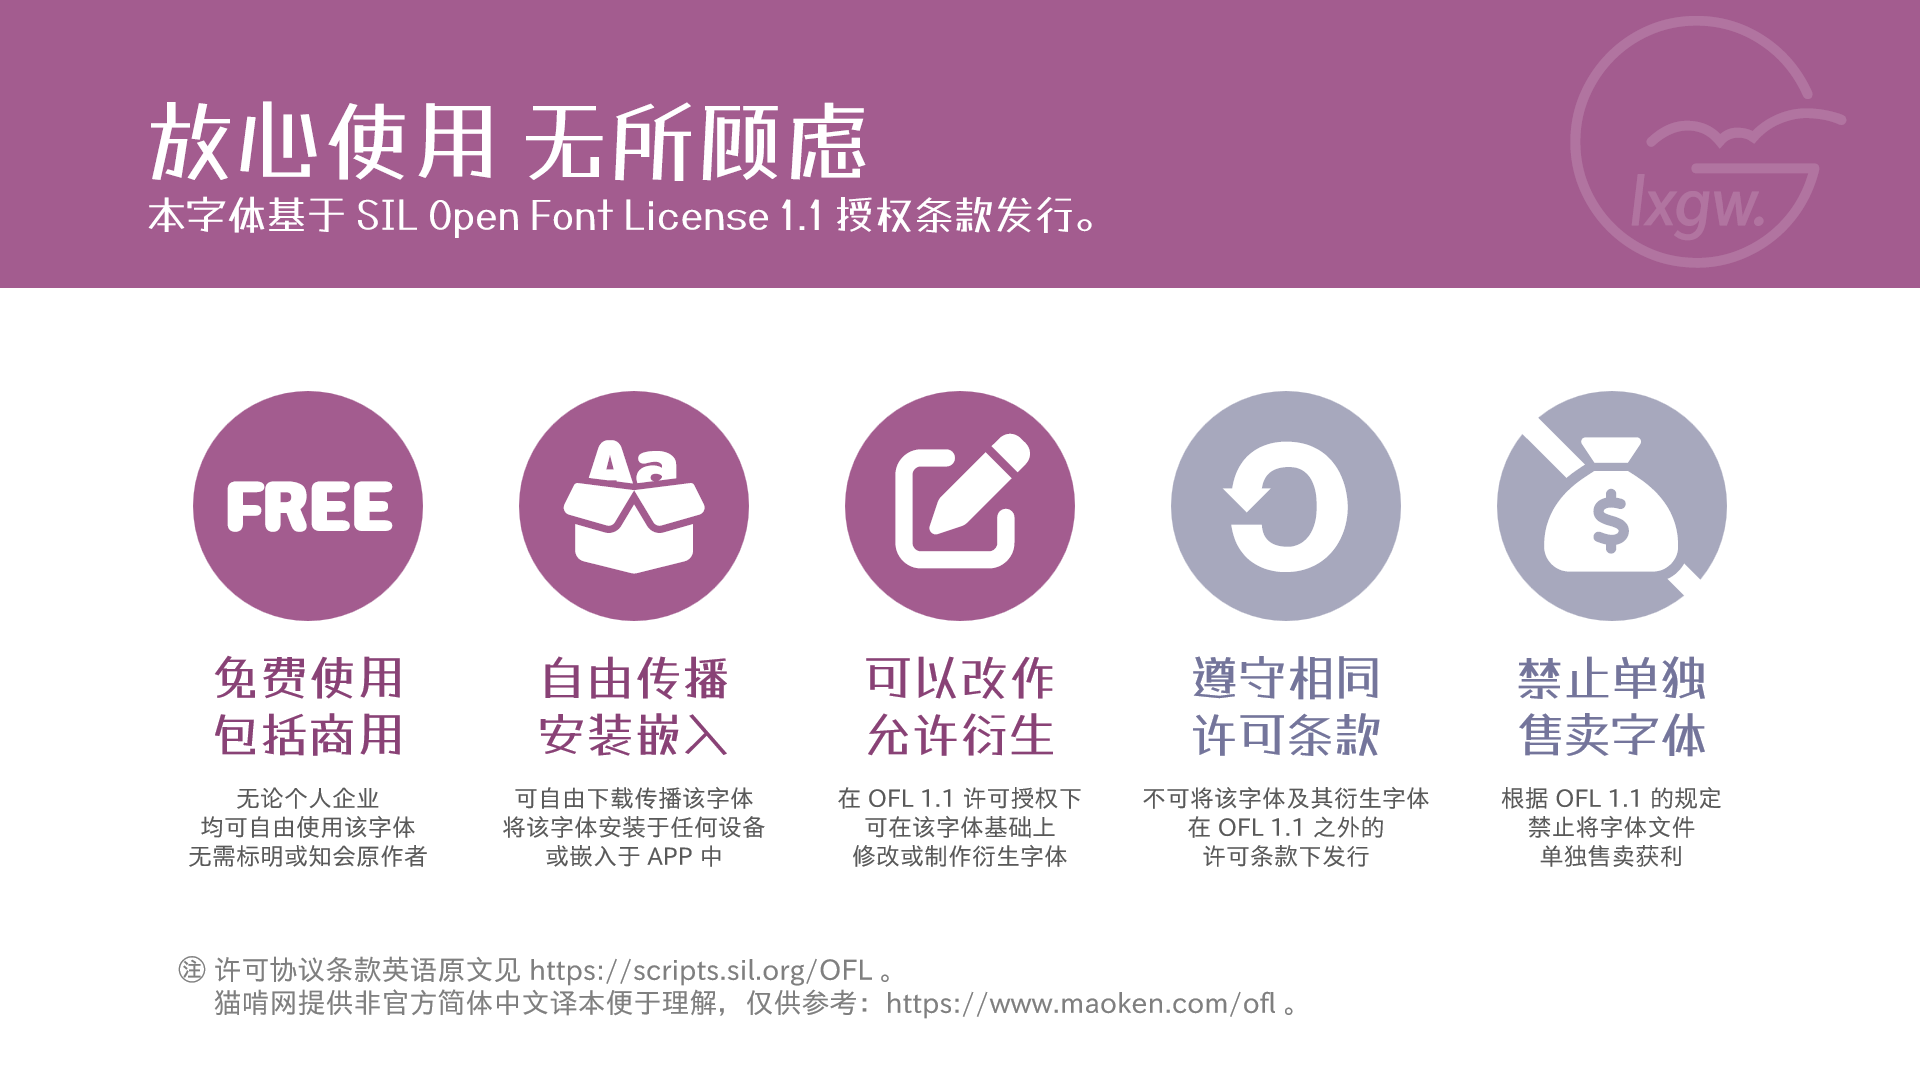 放心使用 无所顾虑
本字体基于 SIL Open Font License 1.1 授权条款发行。
lxgw.
FREE
Aa
$
免费使用
包括商用
无论个人企业
均可自由使用该字体
无需标明或知会原作者
自由传播
安装嵌入
可自由下载传播该字体
将该字体安装于任何设备
或嵌入于 APP 中
可以改作
允许衍生
在 OFL 1.1 许可授权下
可在该字体基础上
修改或制作衍生字体
遵守相同
许可条款
不可将该字体及其衍生字体
在 OFL 1.1 之外的
许可条款下发行
禁止单独
售卖字体
根据 OFL 1.1 的规定
禁止将字体文件
单独售卖获利
注 许可协议条款英语原文见 https://scripts.sil.org/OFL 。
猫啃网提供非官方简体中文译本便于理解，仅供参考：https://www.maoken.com/ofl 。